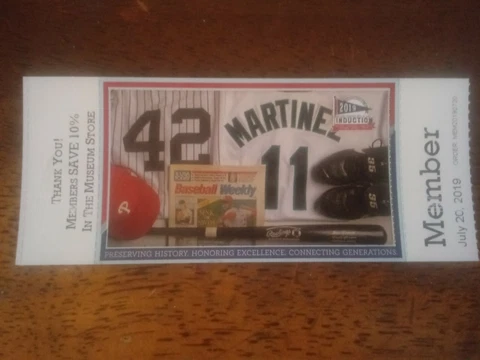 THANK YOU!
MEMBERS SAVE 10%
IN THE MUSEUM STORE
42
MARTINEZ
11
2019
INDUCTION
Baseball Weekly
P
Rawlings
PRESERVING HISTORY, HONORING EXCELLENCE, CONNECTING GENERATIONS.
Member
July 20, 2019